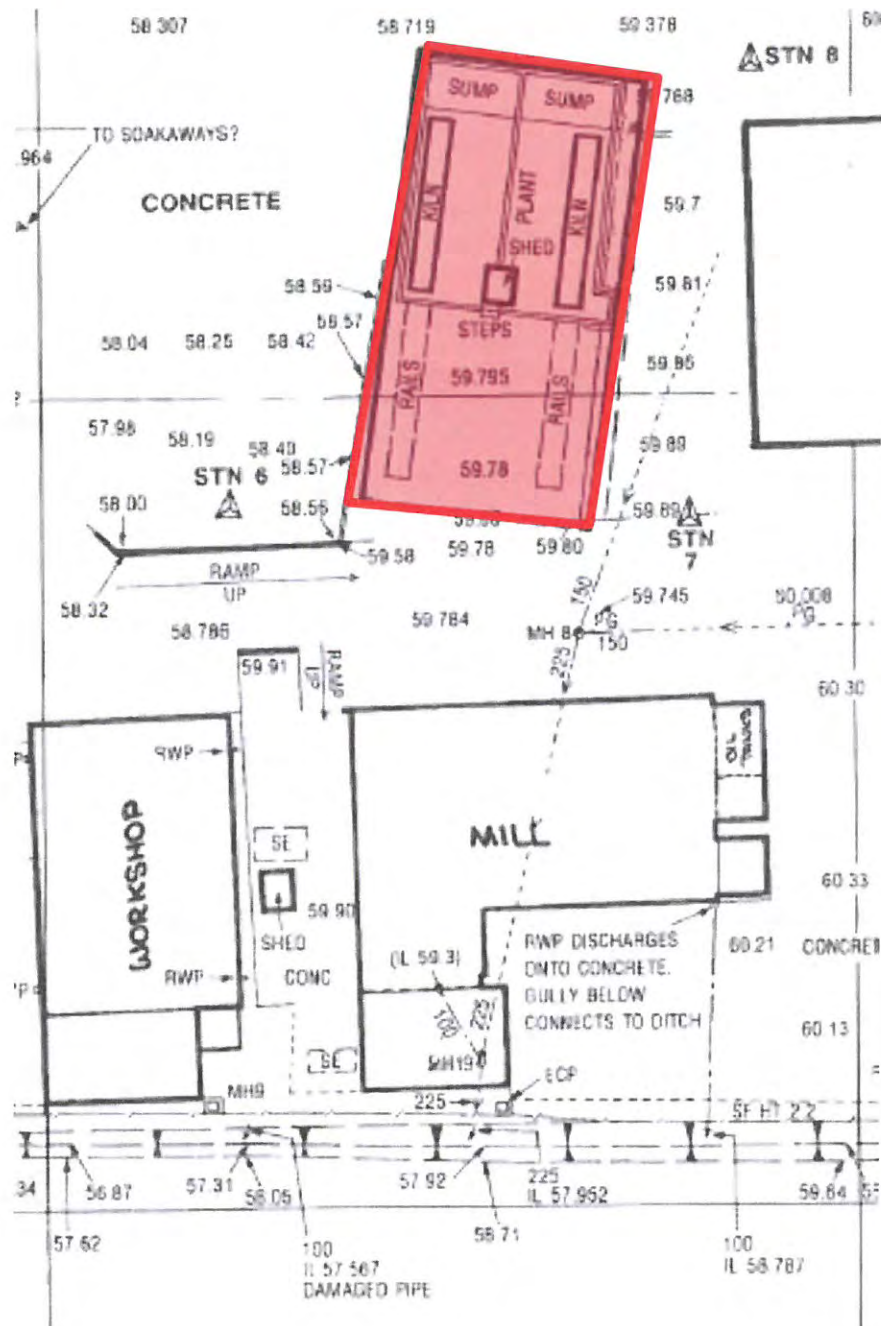 58.307
58.719
59.378
STN 8
SUMP
SUMP
TO SOAKAWAYS?
.964
CONCRETE
KILN
PLANT
KILN
SHED
59.7
59.81
58.59
58.57
STEPS
58.04
58.25
58.42
RAILS
59.795
RAILS
59.85
57.98
58.19
58.40
58.57
59.78
59.89
STN 6
58.00
58.56
59.89
STN
7
59.58
59.78
59.80
RAMP
UP
58.32
58.786
59.784
150
PG
59.745
MH 8
150
60.008
PG
225
59.91
RAMP
UP
60.30
RWP
OIL
WORKSHOP
MILL
SE
60.33
SHED
59.90
RWP
CONC
(IL 59.3)
RWP DISCHARGES
ONTO CONCRETE.
GULLY BELOW
CONNECTS TO DITCH
60.21
60.13
100
225
MH19
SE
ECP
MH9
225
SF HT 2.2
34
56.87
57.31
58.05
57.92
225
IL 57.952
59.64
57.62
58.71
100
IL 57.567
DAMAGED PIPE
100
IL 58.787